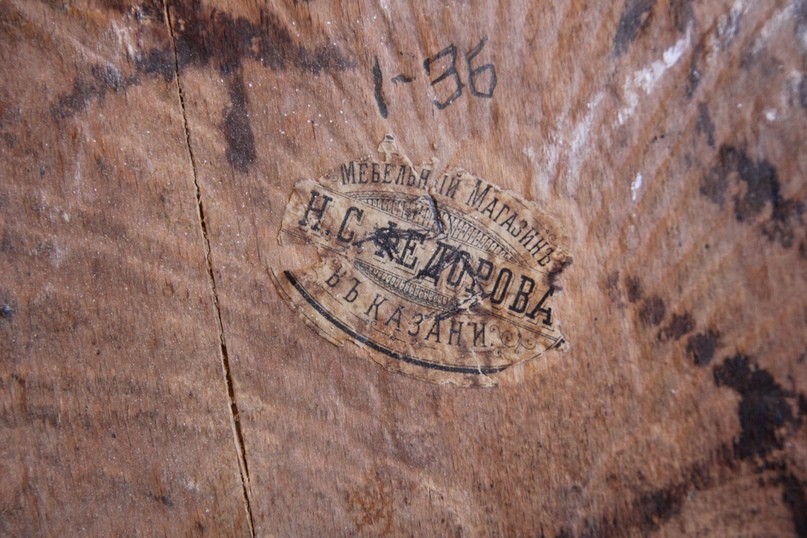 1-36
МЕБЕЛЬНЫЙ МАГАЗИНЪ
Н.С. ФЕДОРОВА
ВЪ КАЗАНИ.